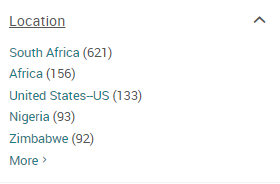 Location
South Africa (621)
Africa (156)
United States--US (133)
Nigeria (93)
Zimbabwe (92)
More ›